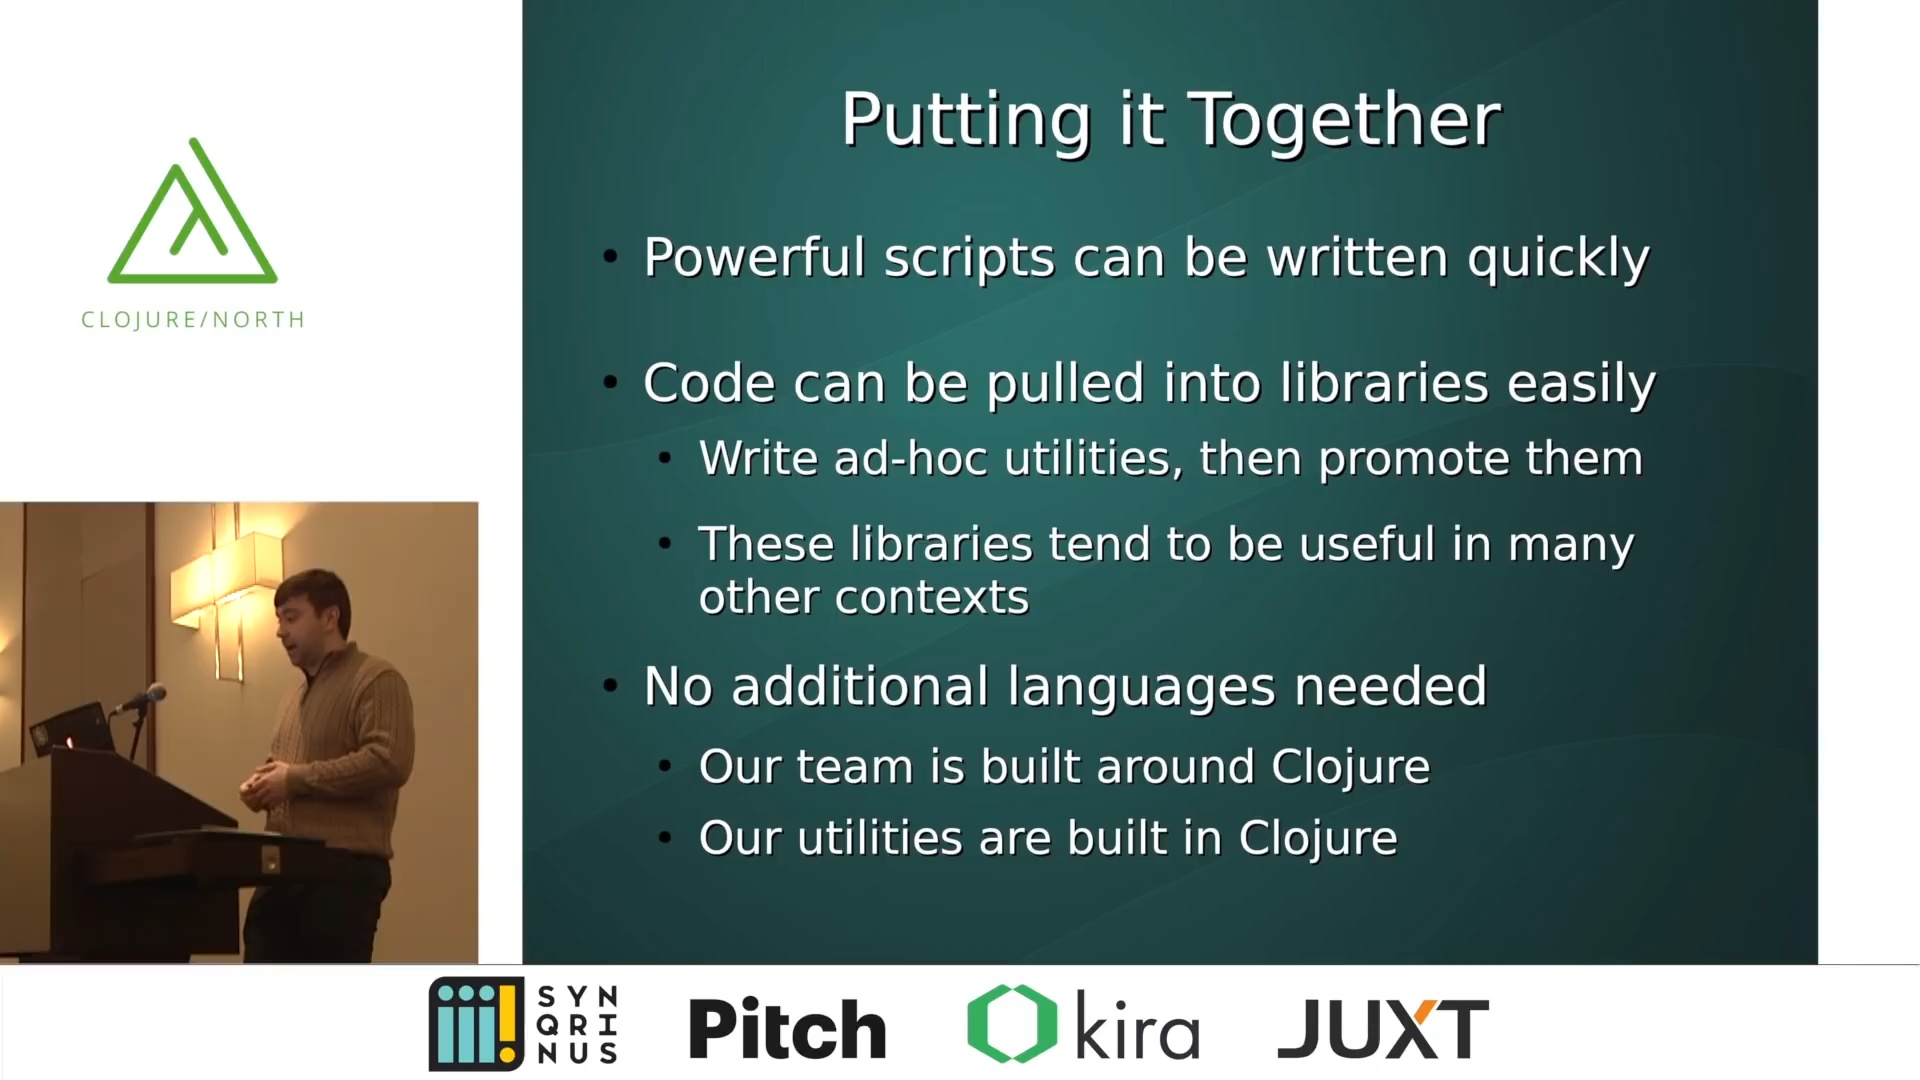 CLOJURE/NORTH
Putting it Together
Powerful scripts can be written quickly
Code can be pulled into libraries easily
Write ad-hoc utilities, then promote them
These libraries tend to be useful in many
other contexts
No additional languages needed
Our team is built around Clojure
Our utilities are built in Clojure
SYN
QRI
NUS
Pitch
kira
JUXT